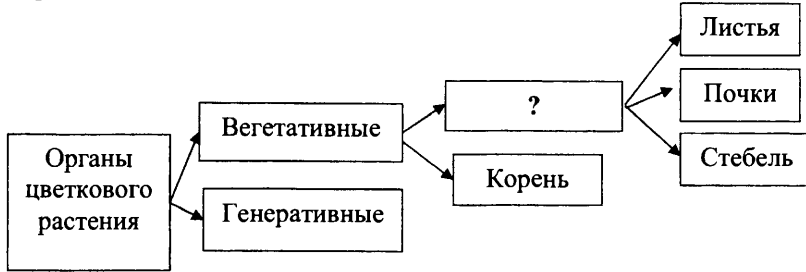 Органы
цветкового
растения
Вегетативные
Генеративные
?
Корень
Листья
Почки
Стебель